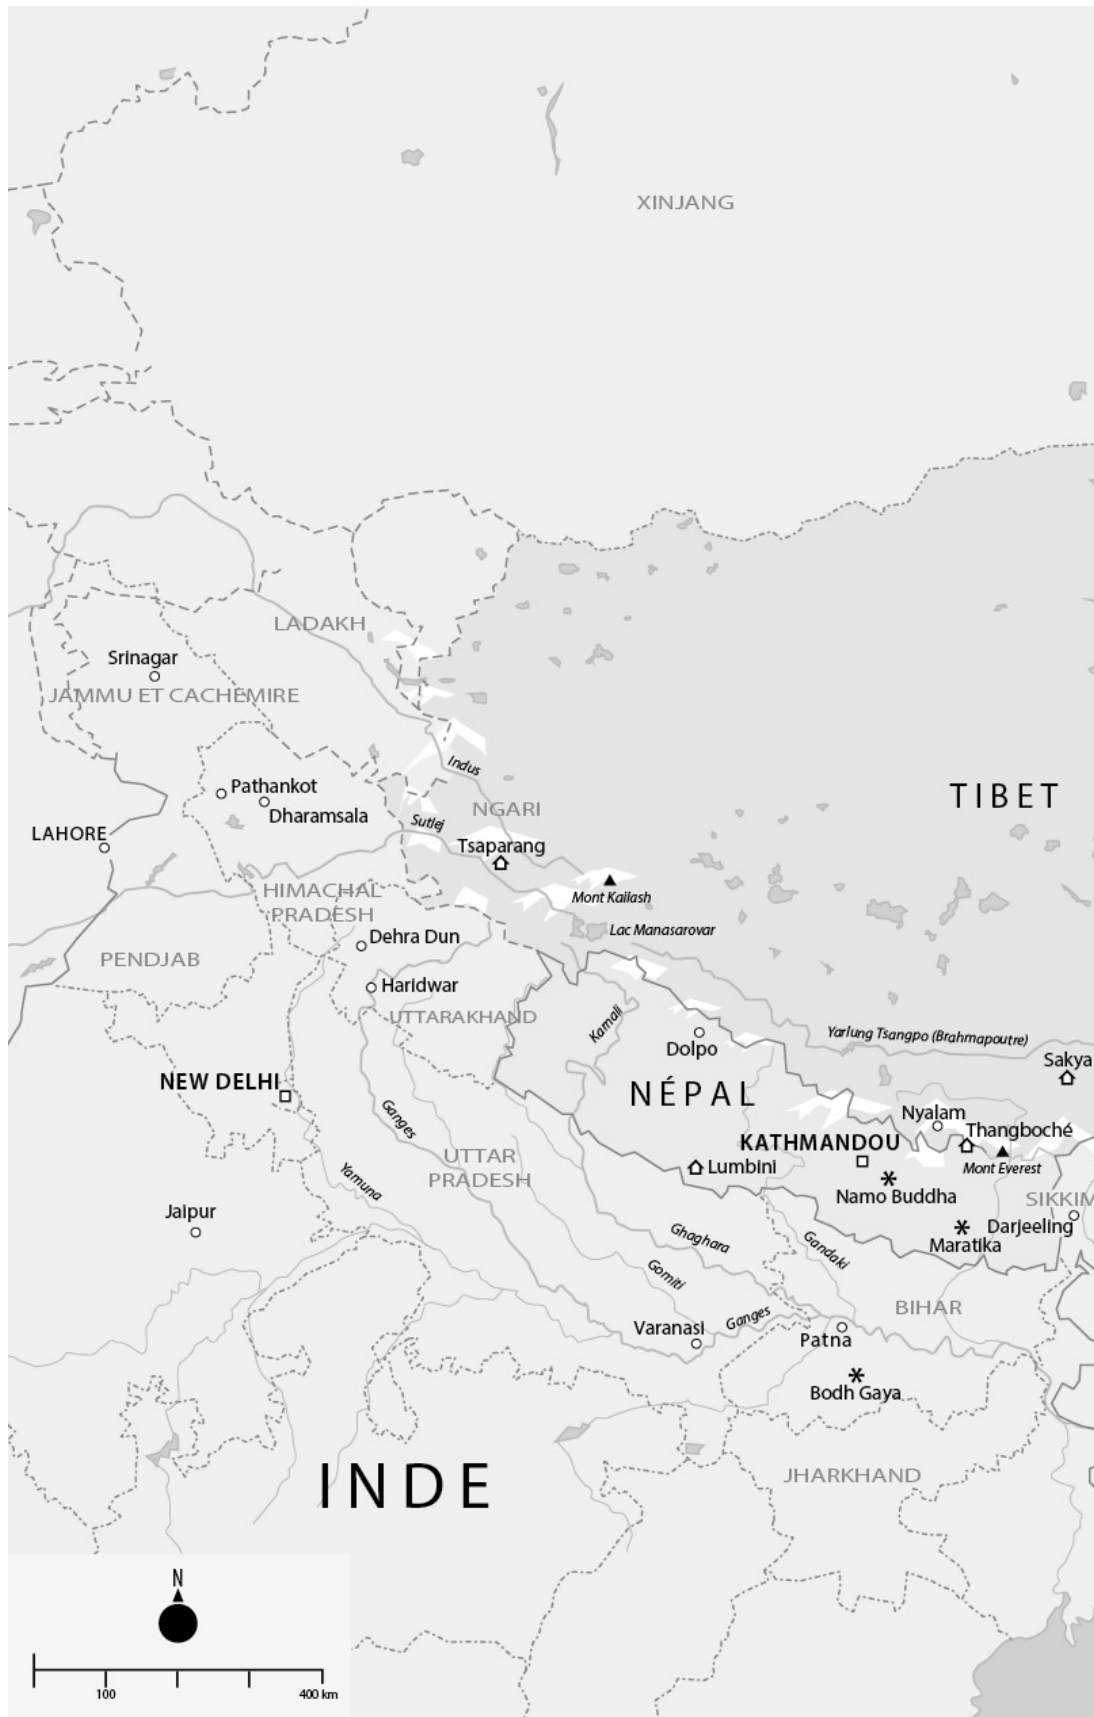 XINJANG
LADAKH
Srinagar
JAMMU ET CACHEMIRE
Indus
Pathankot
Dharamsala
NGARI
TIBET
LAHORE
Sutlej
Tsaparang
HIMACHAL
PRADESH
Mont Kailash
Lac Manasarovar
Dehra Dun
PENDJAB
Haridwar
UTTARAKHAND
Karnali
Dolpo
Yarlung Tsangpo (Brahmapoutre)
Sakya
NEW DELHI
NÉPAL
Nyalam
Thangboché
Ganges
KATHMANDOU
Mont Everest
UTTAR
PRADESH
Lumbini
Yamuna
Namo Buddha
SIKKIM
Jaipur
Darjeeling
Maratika
Ghaghara
Gandaki
Gomiti
BIHAR
Varanasi
Ganges
Patna
Bodh Gaya
INDE
JHARKHAND
N
100
400 km